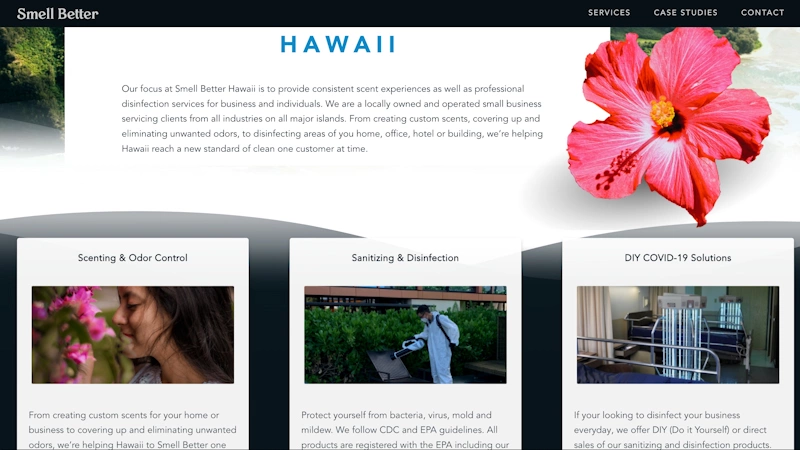 Smell Better
SERVICES CASE STUDIES CONTACT
HAWAII
Our focus at Smell Better Hawaii is to provide consistent scent experiences as well as professional
disinfection services for business and individuals. We are a locally owned and operated small business
servicing clients from all industries on all major islands. From creating custom scents, covering up and
eliminating unwanted odors, to disinfecting areas of you home, office, hotel or building, we're helping
Hawaii reach a new standard of clean one customer at time.
Scenting & Odor Control
From creating custom scents for your home or
business to covering up and eliminating unwanted
odors, we're helping Hawaii to Smell Better one
Sanitizing & Disinfection
Protect yourself from bacteria, virus, mold and
mildew. We follow CDC and EPA guidelines. All
products are registered with the EPA including our
DIY COVID-19 Solutions
If your looking to disinfect your business
everyday, we offer DIY (Do it Yourself) or direct
sales of our sanitizing and disinfection products.